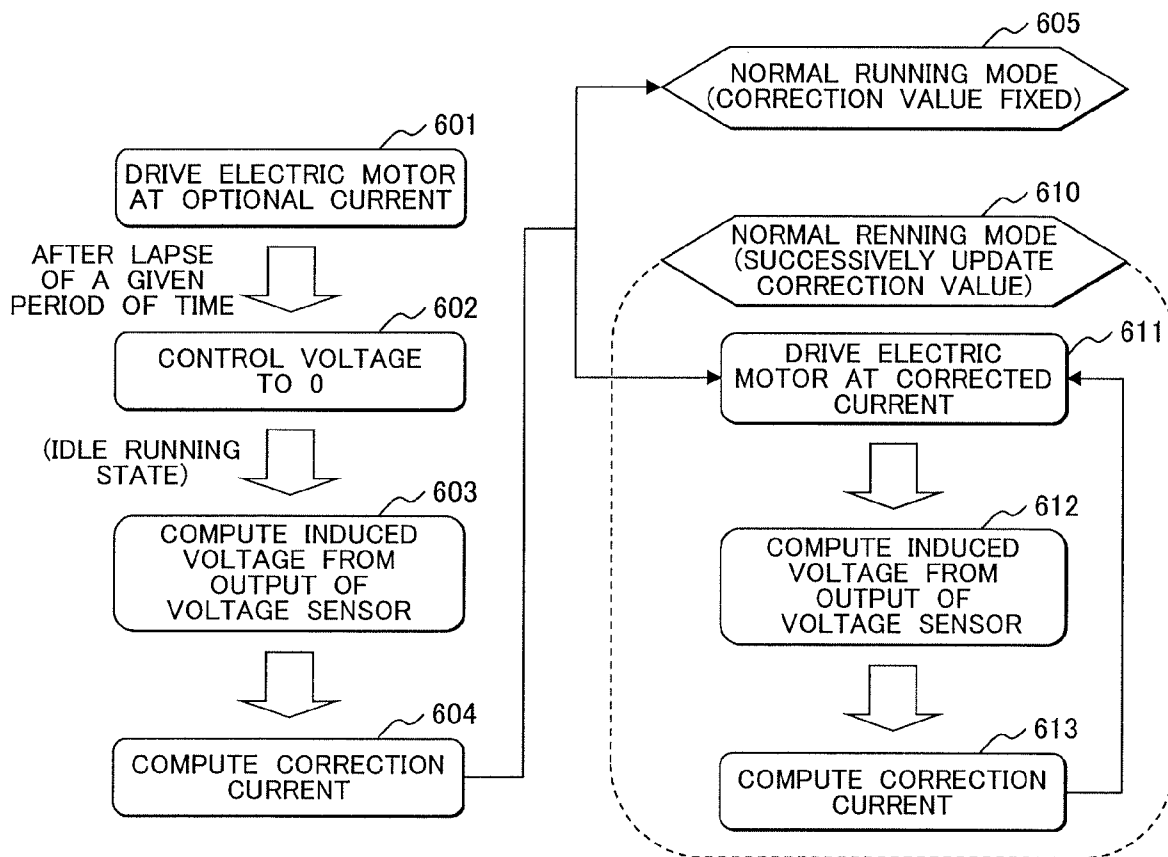 601
DRIVE ELECTRIC MOTOR
AT OPTIONAL CURRENT
AFTER LAPSE
OF A GIVEN
PERIOD OF TIME
602
CONTROL VOLTAGE
TO 0
(IDLE RUNNING
STATE)
603
COMPUTE INDUCED
VOLTAGE FROM
OUTPUT OF
VOLTAGE SENSOR
604
COMPUTE CORRECTION
CURRENT
605
NORMAL RUNNING MODE
(CORRECTION VALUE FIXED)
610
NORMAL RENNING MODE
(SUCCESSIVELY UPDATE
CORRECTION VALUE)
611
DRIVE ELECTRIC
MOTOR AT CORRECTED
CURRENT
612
COMPUTE INDUCED
VOLTAGE FROM
OUTPUT OF
VOLTAGE SENSOR
613
COMPUTE CORRECTION
CURRENT